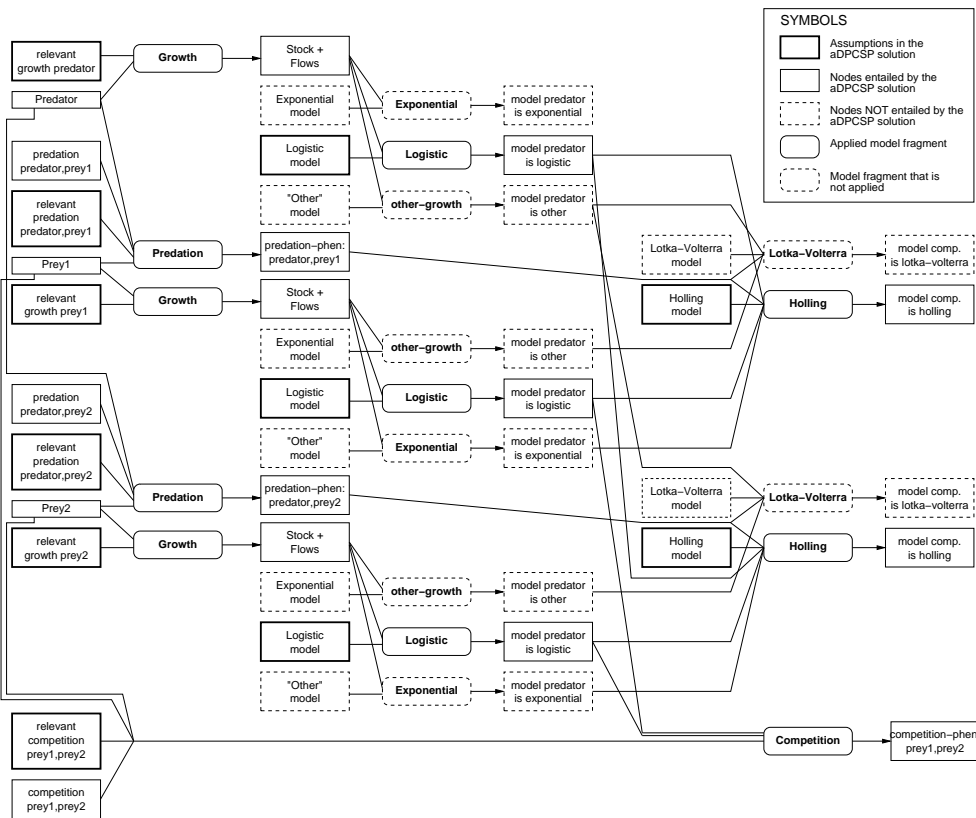 SYMBOLS
Assumptions in the
aDPCSP solution
Nodes entailed by the
aDPCSP solution
Nodes NOT entailed by the
aDPCSP solution
Applied model fragment
Model fragment that is
not applied
relevant
growth predator
Growth
Stock +
Flows
Predator
Exponential
model
Exponential
model predator
is exponential
predation
predator,prey1
Logistic
model
Logistic
model predator
is logistic
relevant
predation
predator,prey1
"Other"
model
other−growth
model predator
is other
Predation
predation−phen:
predator,prey1
Lotka−Volterra
model
Lotka−Volterra
model comp.
is lotka−volterra
Prey1
relevant
growth prey1
Growth
Stock +
Flows
Holling
model
Holling
model comp.
is holling
Exponential
model
other−growth
model predator
is other
predation
predator,prey2
Logistic
model
Logistic
model predator
is logistic
relevant
predation
predator,prey2
"Other"
model
Exponential
model predator
is exponential
Predation
predation−phen:
predator,prey2
Lotka−Volterra
model
Lotka−Volterra
model comp.
is lotka−volterra
Prey2
relevant
growth prey2
Growth
Stock +
Flows
Holling
model
Holling
model comp.
is holling
Exponential
model
other−growth
model predator
is other
Logistic
model
Logistic
model predator
is logistic
"Other"
model
Exponential
model predator
is exponential
relevant
competition
prey1,prey2
Competition
competition−phen
prey1,prey2
competition
prey1,prey2